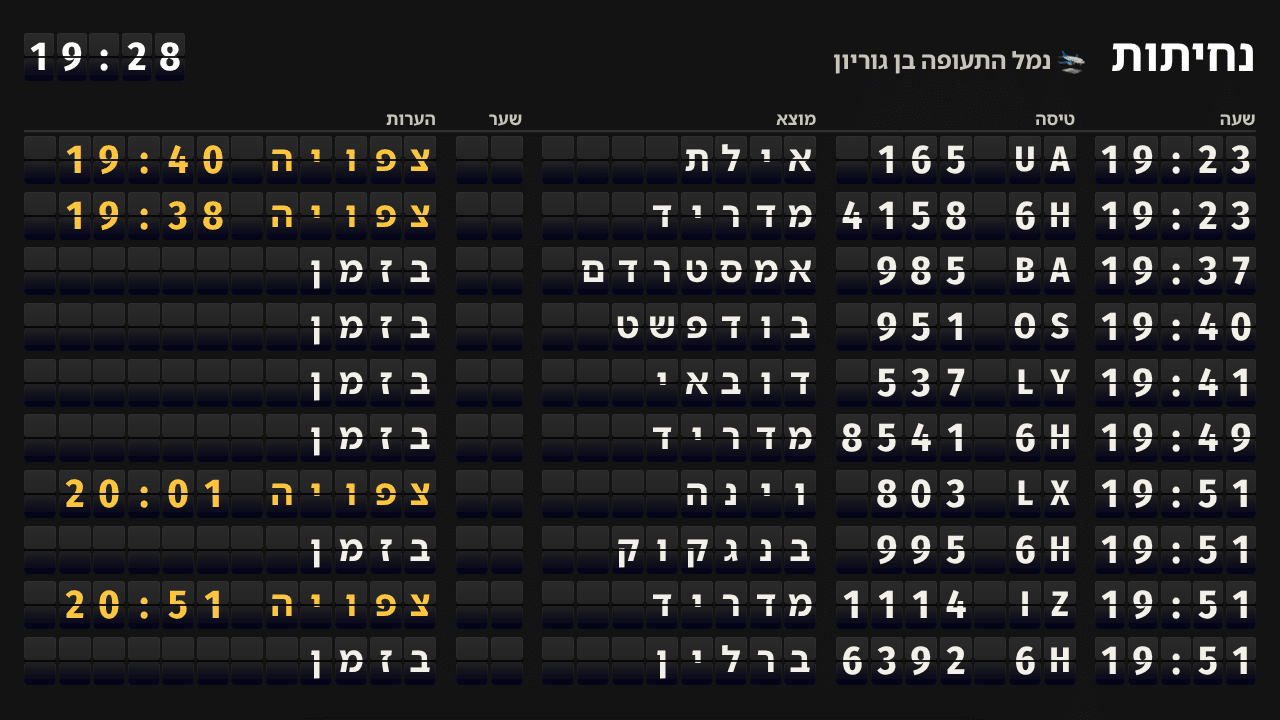 נחיתות
נמל התעופה בן גוריון
19:28
שעה טיסה מוצא שער הערות
19:23 UA 165 אילת צפויה 19:40
19:23 6H 4158 מדריד צפויה 19:38
19:37 BA 985 אמסטרדם בזמן
19:40 OS 951 בודפשט בזמן
19:41 LY 537 דובאי בזמן
19:49 6H 8541 מדריד בזמן
19:51 LX 803 וינה צפויה 20:01
19:51 6H 995 בנגקוק בזמן
19:51 IZ 1114 מדריד צפויה 20:51
19:51 6H 6392 ברלין בזמן